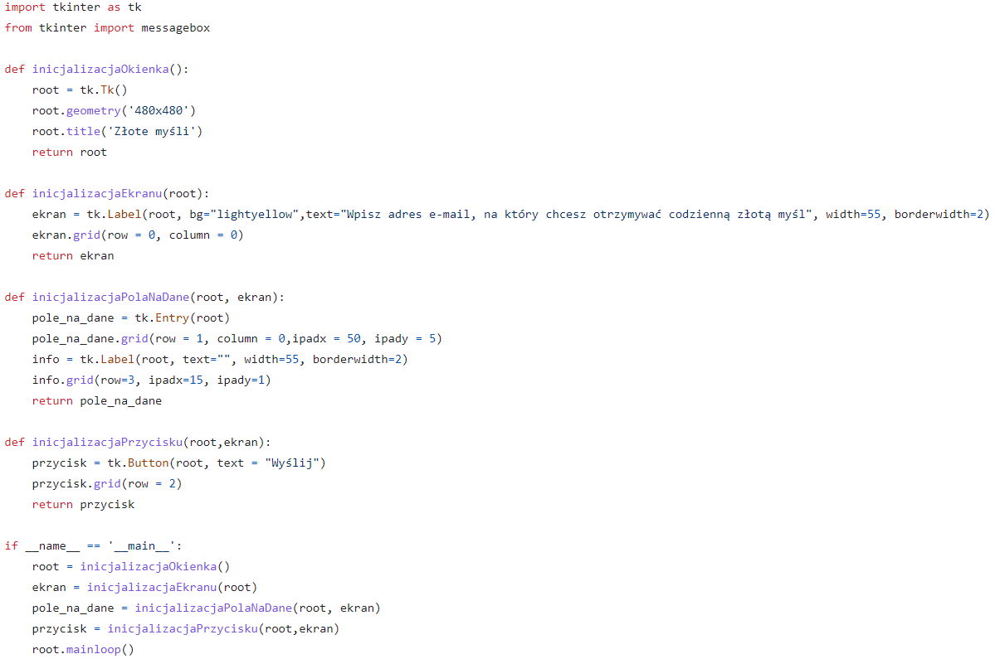 import tkinter as tk
from tkinter import messagebox

def inicjalizacjaOkienka():
    root = tk.Tk()
    root.geometry('480x480')
    root.title('Złote myśli')
    return root

def inicjalizacjaEkranu(root):
    ekran = tk.Label(root, bg="lightyellow",text="Wpisz adres e-mail, na który chcesz otrzymywać codzienną złotą myśl", width=55, borderwidth=2)
    ekran.grid(row = 0, column = 0)
    return ekran

def inicjalizacjaPolaNaDane(root, ekran):
    pole_na_dane = tk.Entry(root)
    pole_na_dane.grid(row = 1, column = 0,ipadx = 50, ipady = 5)
    info = tk.Label(root, text="", width=55, borderwidth=2)
    info.grid(row=3, ipadx=15, ipady=1)
    return pole_na_dane

def inicjalizacjaPrzycisku(root,ekran):
    przycisk = tk.Button(root, text = "Wyślij")
    przycisk.grid(row = 2)
    return przycisk

if __name__ == '__main__':
    root = inicjalizacjaOkienka()
    ekran = inicjalizacjaEkranu(root)
    pole_na_dane = inicjalizacjaPolaNaDane(root, ekran)
    przycisk = inicjalizacjaPrzycisku(root,ekran)
    root.mainloop()